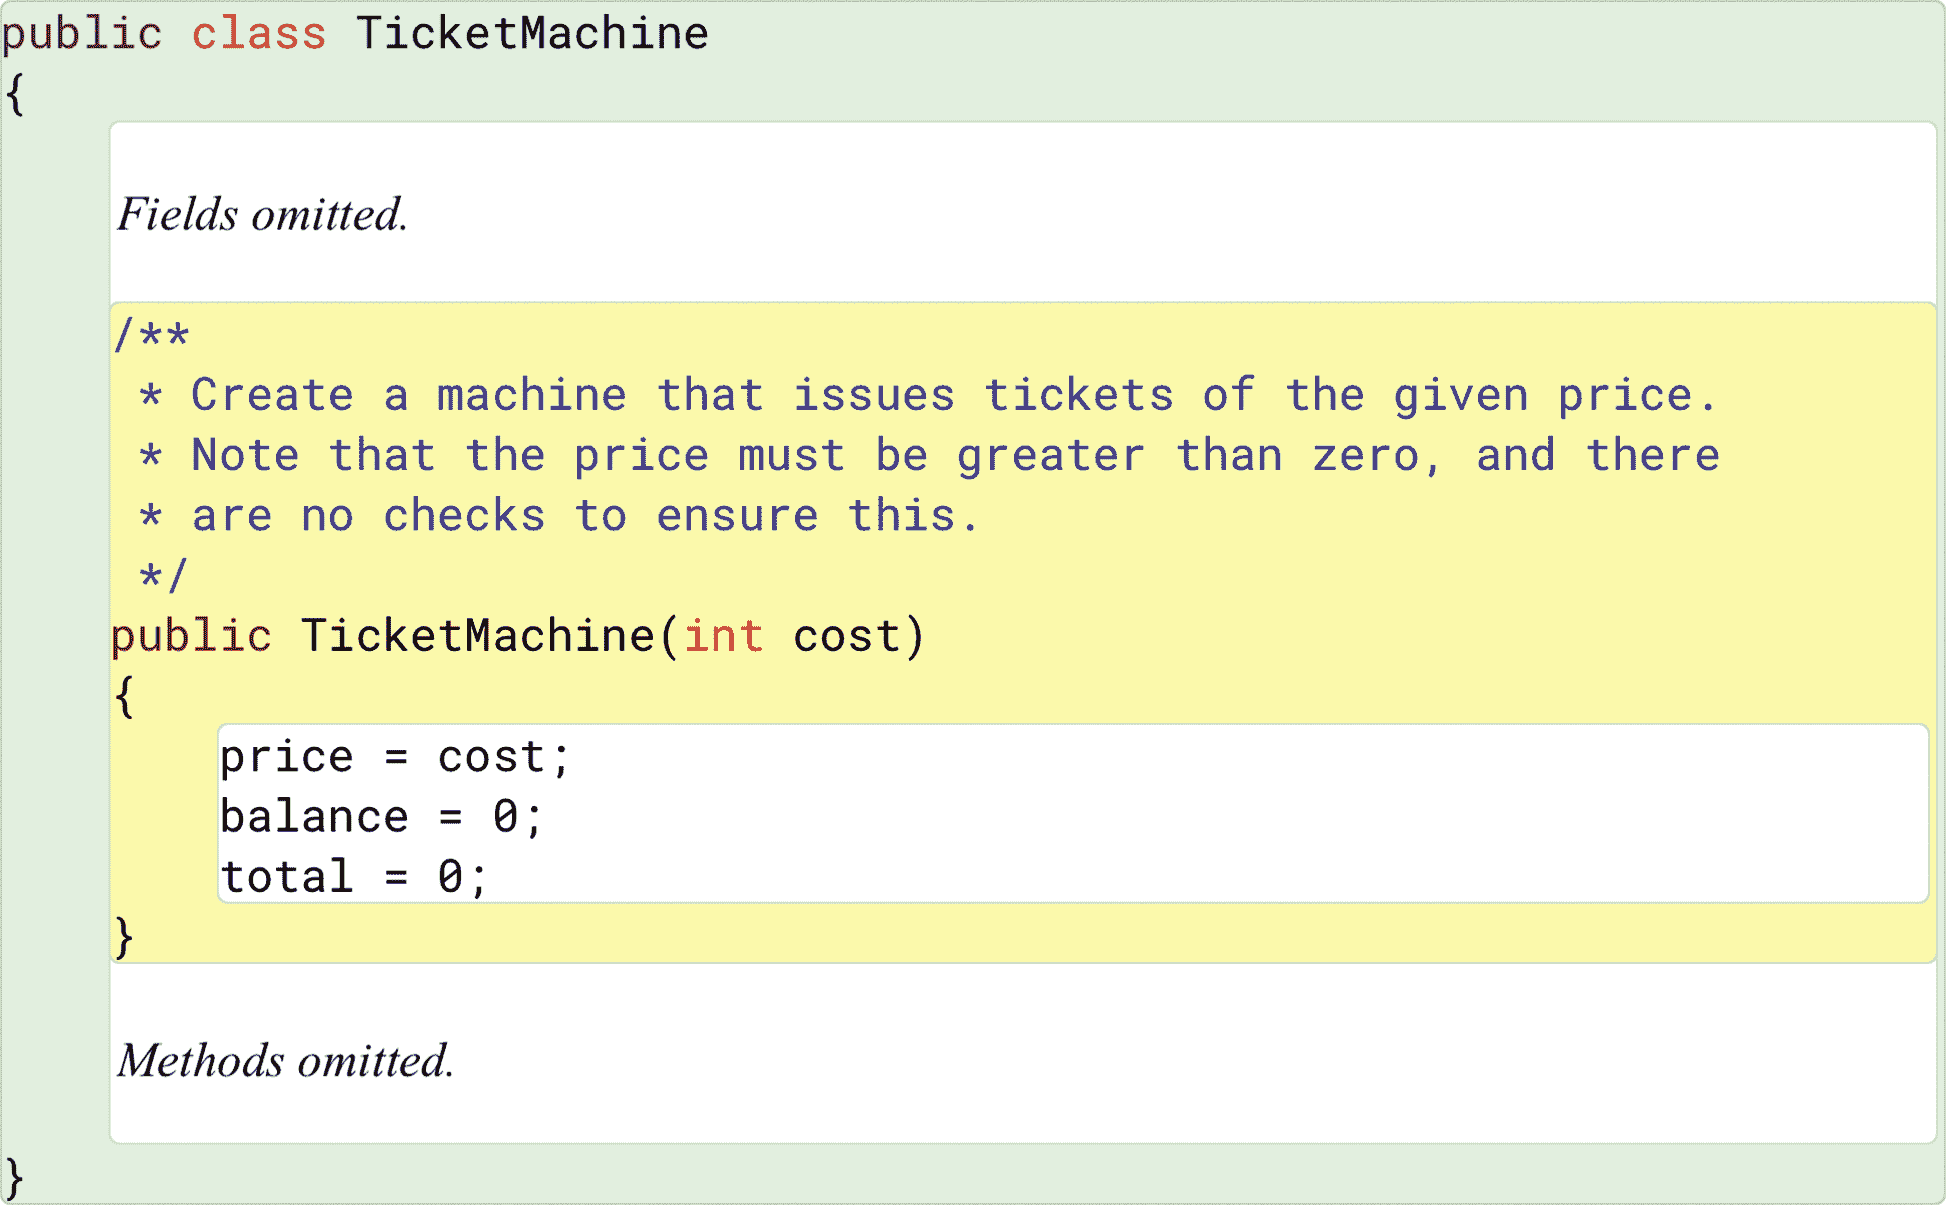 public class TicketMachine
{
Fields omitted.
/**
* Create a machine that issues tickets of the given price.
* Note that the price must be greater than zero, and there
* are no checks to ensure this.
*/
public TicketMachine(int cost)
{
price = cost;
balance = 0;
total = 0;
}
Methods omitted.
}